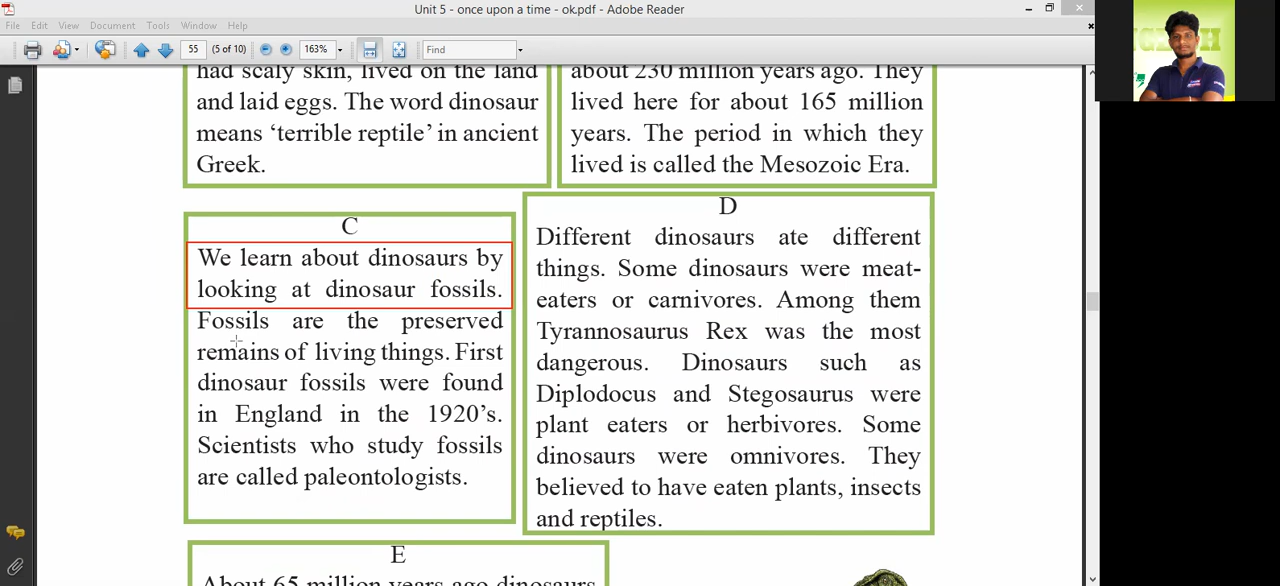 Unit 5 - once upon a time - ok.pdf - Adobe Reader
File Edit View Document Tools Window Help
55 (5 of 10) 163% Find
had scaly skin, lived on the land
and laid eggs. The word dinosaur
means ‘terrible reptile’ in ancient
Greek.
about 230 million years ago. They
lived here for about 165 million
years. The period in which they
lived is called the Mesozoic Era.
C
We learn about dinosaurs by
looking at dinosaur fossils.
Fossils are the preserved
remains of living things. First
dinosaur fossils were found
in England in the 1920’s.
Scientists who study fossils
are called paleontologists.
D
Different dinosaurs ate different
things. Some dinosaurs were meat-
eaters or carnivores. Among them
Tyrannosaurus Rex was the most
dangerous. Dinosaurs such as
Diplodocus and Stegosaurus were
plant eaters or herbivores. Some
dinosaurs were omnivores. They
believed to have eaten plants, insects
and reptiles.
E
About 65 million years ago dinosaurs